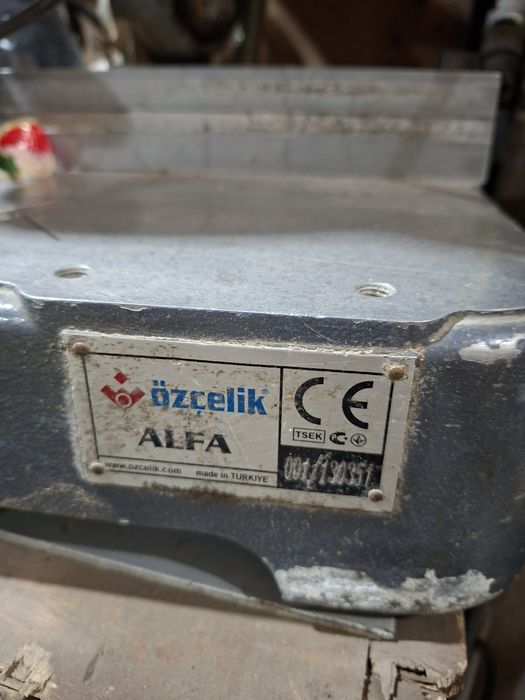 özçelik®
ALFA
www.ozcelik.com made in TURKIYE
CE
TSEK
001/130351